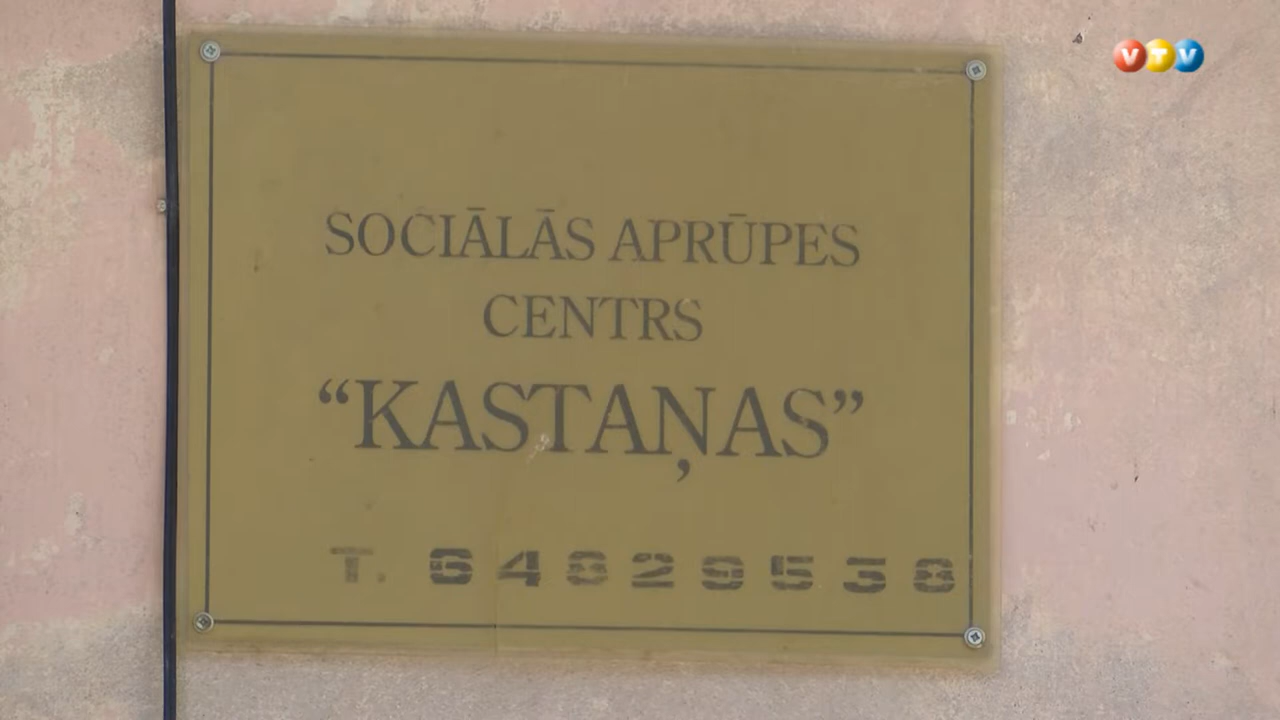 VTV
SOCIĀLĀS APRŪPES
CENTRS
“KASTAŅAS”
T. 64829538